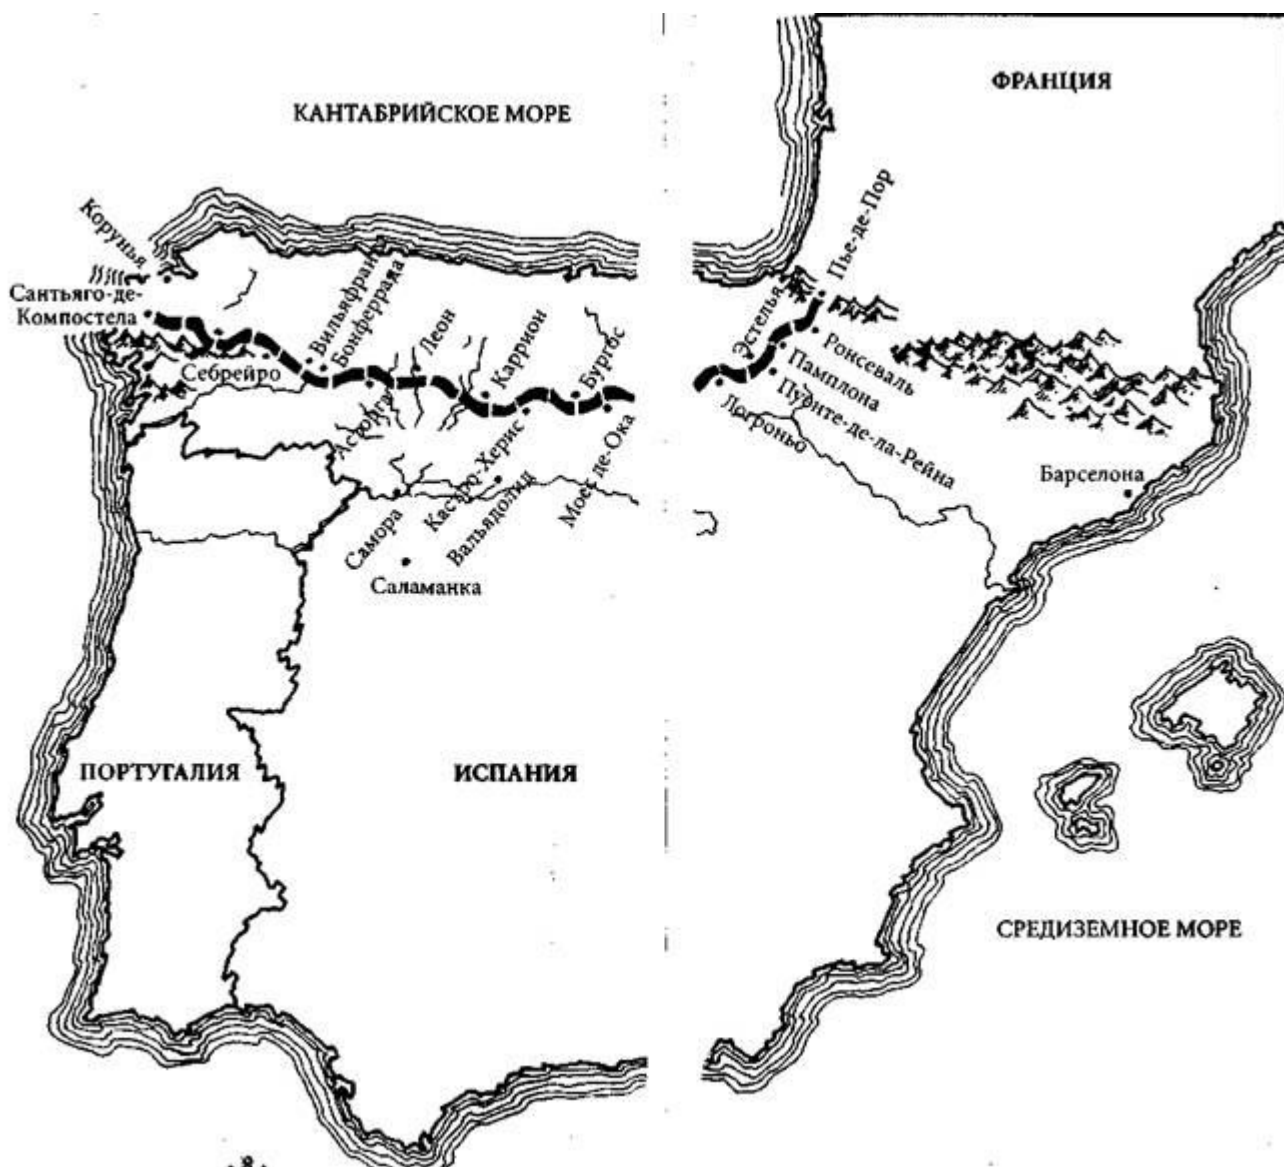 КАНТАБРИЙСКОЕ МОРЕ
Корунья
Сантьяго-де-
Компостела
Себрейро
Вильяфран
Бонферрада
Асторга
Леон
Каррион
Бургос
Кастро-Херис
Вальядолид
Моес де-Ока
Самора
Саламанка
ПОРТУГАЛИЯ
ИСПАНИЯ
ФРАНЦИЯ
Пье-де-Пор
Эстелья
Ронсеваль
Памплона
Пуэнте-де-ла-Рейна
Логроньо
Барселона
СРЕДИЗЕМНОЕ МОРЕ